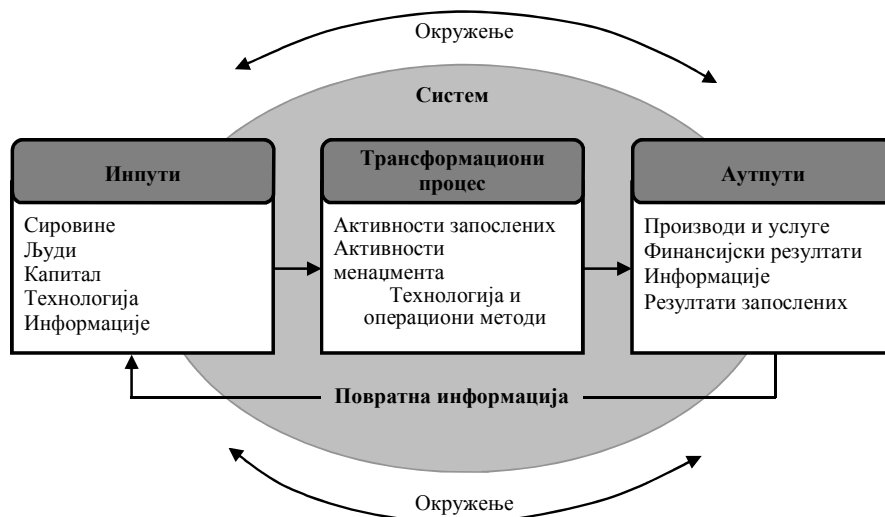 Окружење
Систем
Инпути
Сировине
Људи
Капитал
Технологија
Информације
Трансформациони
процес
Активности запослених
Активности
менаџмента
Технологија и
операциони методи
Аутпути
Производи и услуге
Финансијски резултати
Информације
Резултати запослених
Повратна информација
Окружење